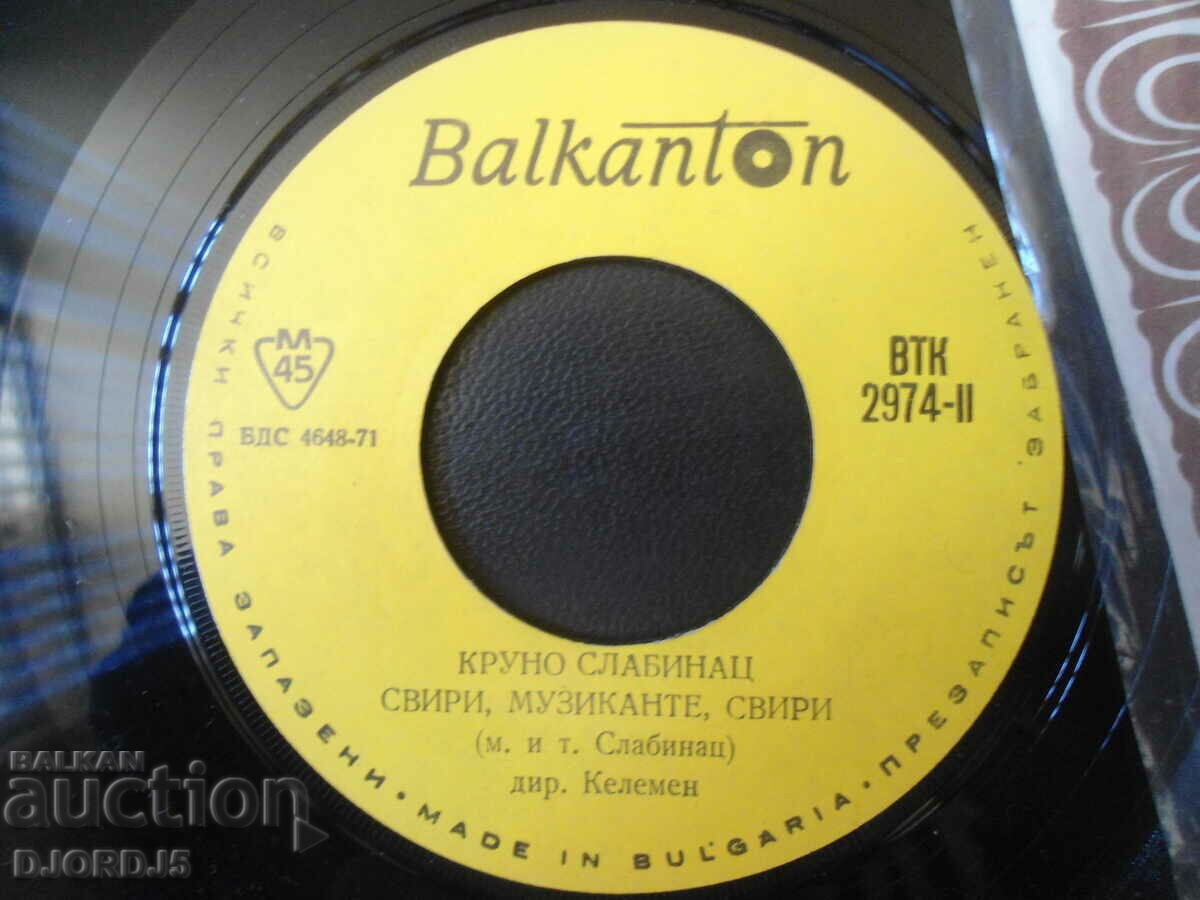 Balkanton
М
45
БДС 4648-71
ВТК
2974-II
КРУНО СЛАБИНАЦ
СВИРИ, МУЗИКАНТЕ, СВИРИ
(м. и т. Слабинац)
дир. Келемен
ВСИЧКИ ПРАВА ЗАПАЗЕНИ • MADE IN BULGARIA • ПРЕЗАПИСЪТ ЗАБРАНЕН
BALKAN
auction
DJORDJ5